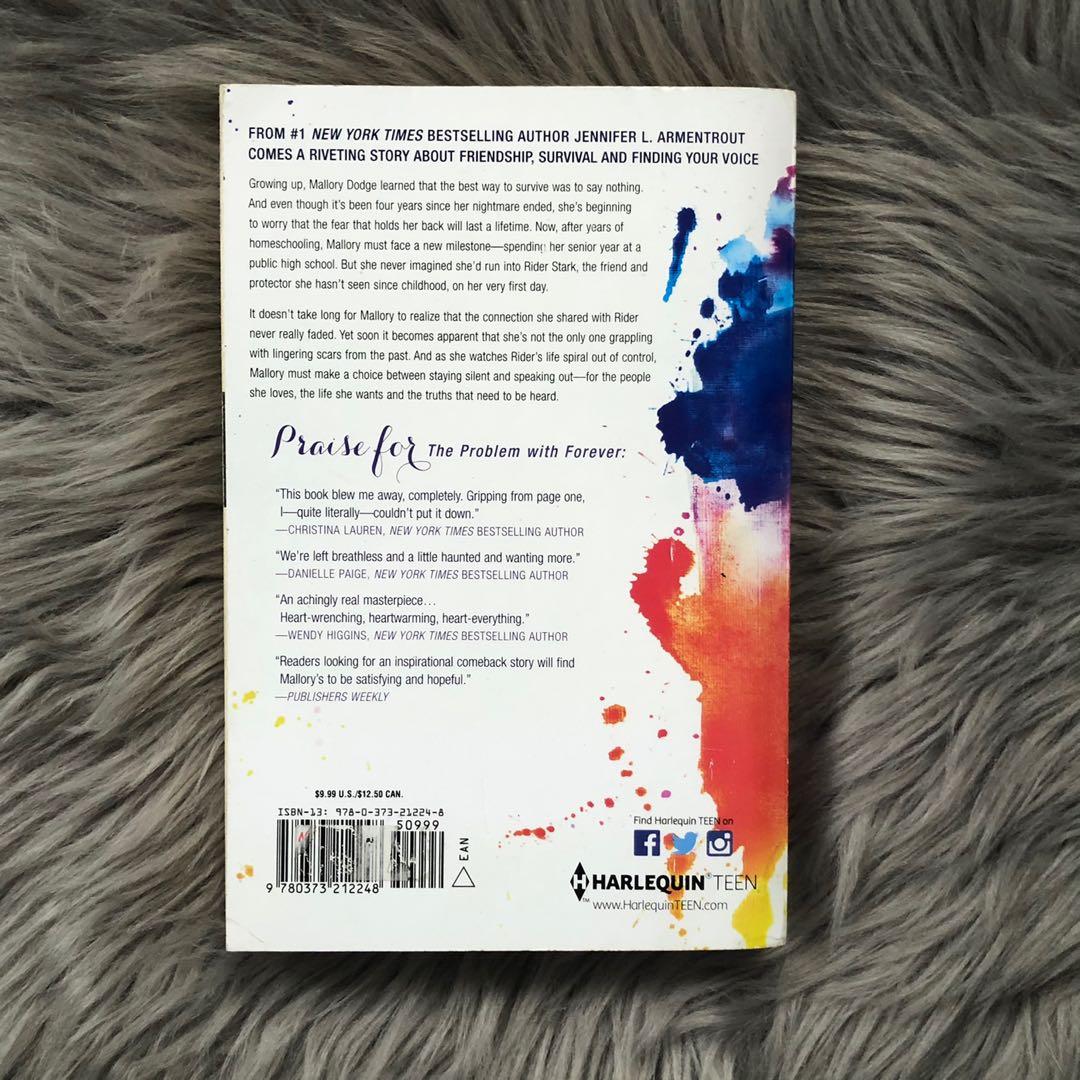 FROM #1 NEW YORK TIMES BESTSELLING AUTHOR JENNIFER L. ARMENTROUT
COMES A RIVETING STORY ABOUT FRIENDSHIP, SURVIVAL AND FINDING YOUR VOICE
Growing up, Mallory Dodge learned that the best way to survive was to say nothing.
And even though it's been four years since her nightmare ended, she's beginning
to worry that the fear that holds her back will last a lifetime. Now, after years of
homeschooling, Mallory must face a new milestone—spending her senior year at a
public high school. But she never imagined she'd run into Rider Stark, the friend and
protector she hasn't seen since childhood, on her very first day.
It doesn't take long for Mallory to realize that the connection she shared with Rider
never really faded. Yet soon it becomes apparent that she's not the only one grappling
with lingering scars from the past. And as she watches Rider's life spiral out of control,
Mallory must make a choice between staying silent and speaking out—for the people
she loves, the life she wants and the truths that need to be heard.
Praise for The Problem with Forever:
"This book blew me away, completely. Gripping from page one,
I—quite literally—couldn't put it down."
—CHRISTINA LAUREN, NEW YORK TIMES BESTSELLING AUTHOR
"We're left breathless and a little haunted and wanting more."
—DANIELLE PAIGE, NEW YORK TIMES BESTSELLING AUTHOR
"An achingly real masterpiece…
Heart-wrenching, heartwarming, heart-everything."
—WENDY HIGGINS, NEW YORK TIMES BESTSELLING AUTHOR
"Readers looking for an inspirational comeback story will find
Mallory's to be satisfying and hopeful."
—PUBLISHERS WEEKLY
$9.99 U.S./$12.50 CAN.
ISBN-13: 978-0-373-21224-8
50999
9 780373 212248
EAN
Find Harlequin TEEN on
H HARLEQUIN® TEEN
™
www.HarlequinTEEN.com